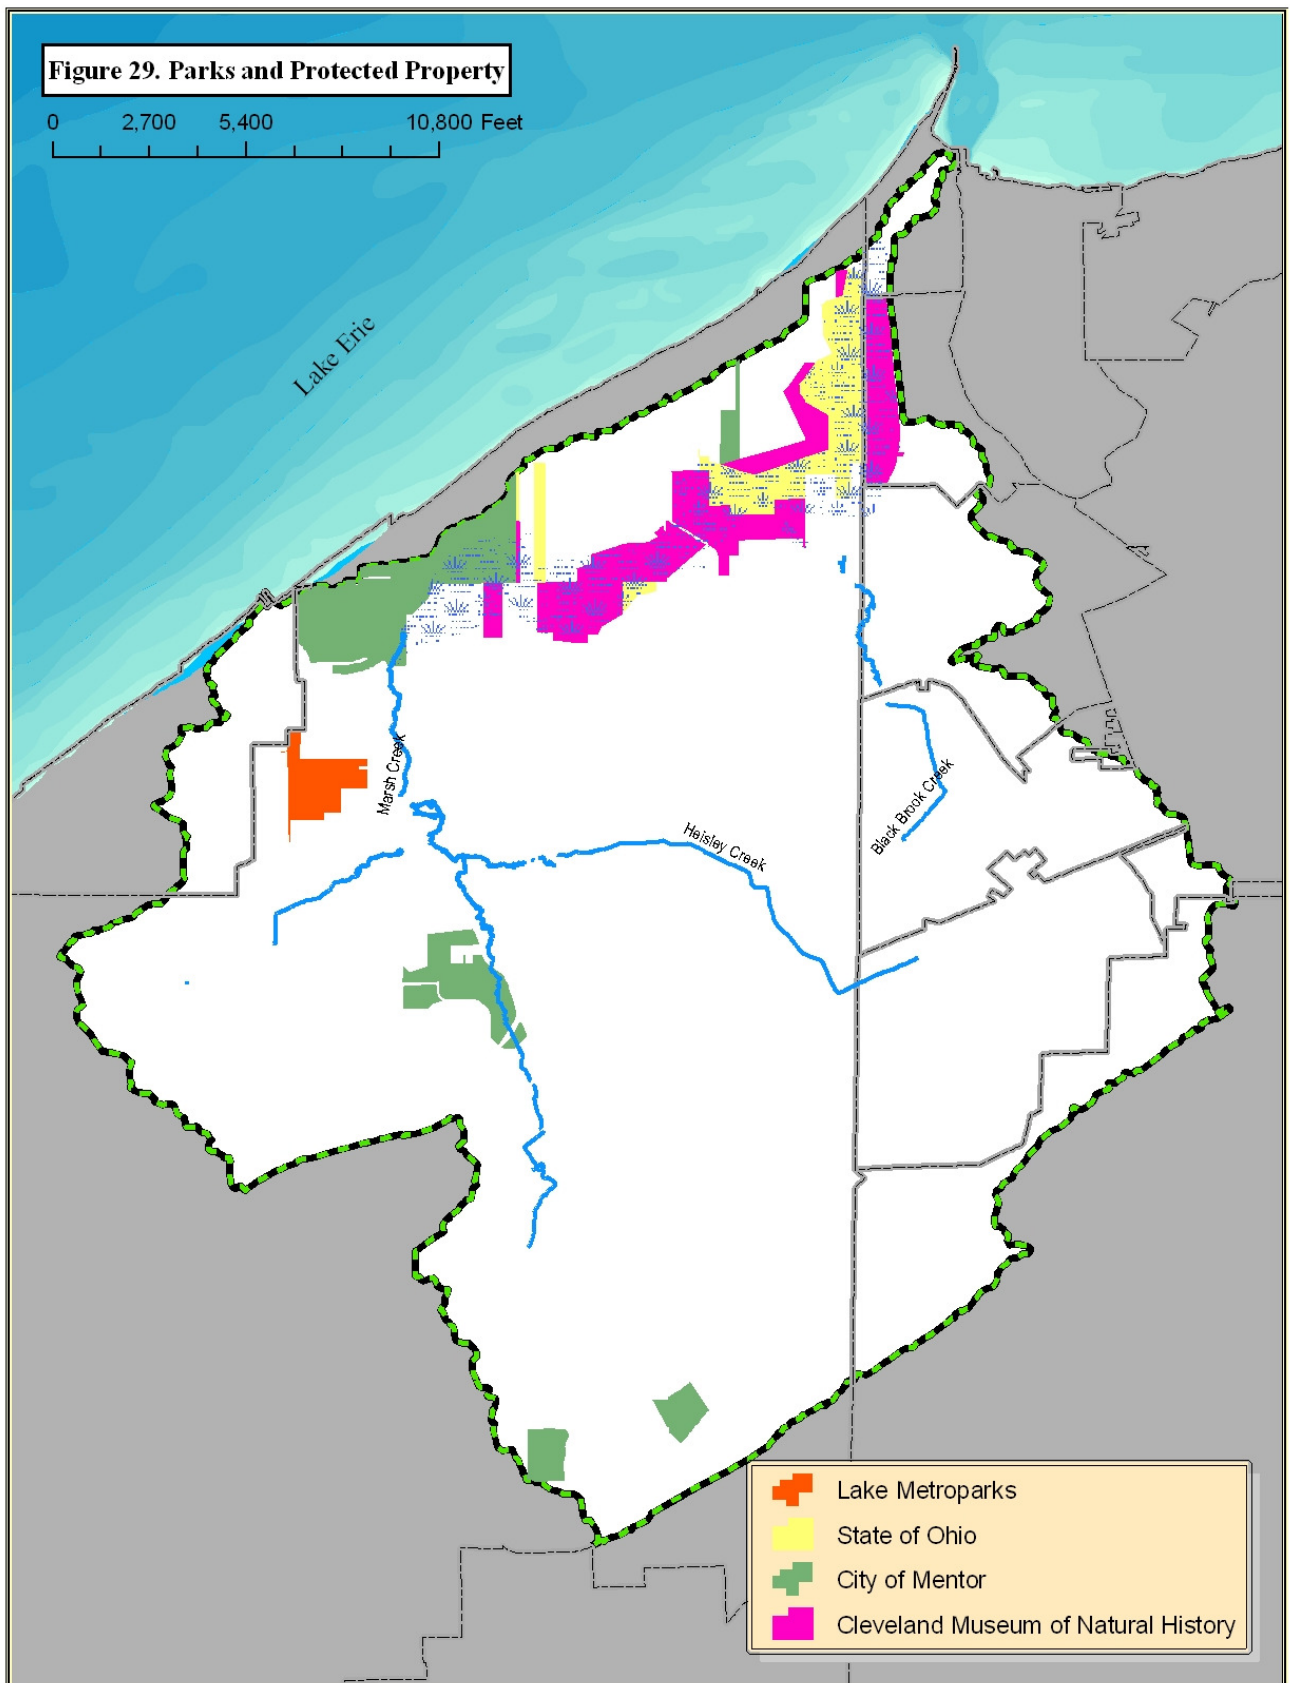 Figure 29. Parks and Protected Property
0 2,700 5,400 10,800 Feet
Lake Erie
Marsh Creek
Heisley Creek
Black Brook Creek
Lake Metroparks
State of Ohio
City of Mentor
Cleveland Museum of Natural History